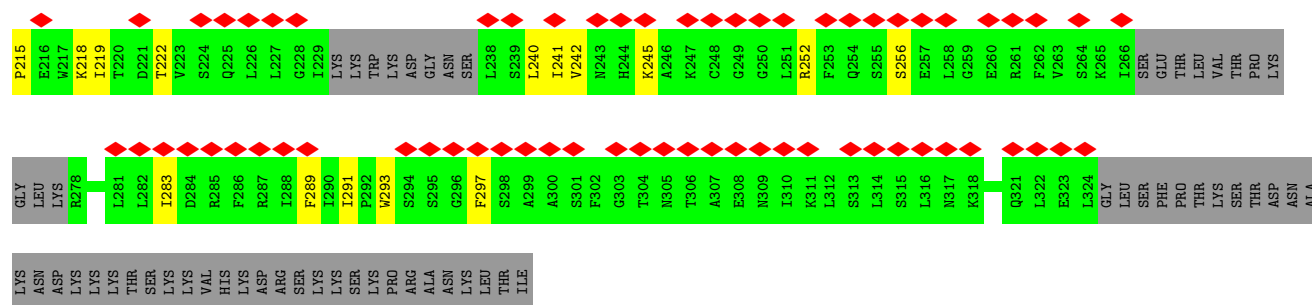 P215 E216 W217 K218 I219 T220 D221 T222 V223 S224 Q225 L226 L227 G228 I229 LYS LYS TRP LYS ASP GLY ASN SER L238 S239 L240 I241 V242 N243 H244 K245 A246 K247 C248 G249 G250 L251 R252 F253 Q254 S255 S256 E257 L258 G259 E260 R261 F262 V263 S264 K265 I266 SER GLU THR LEU VAL THR PRO LYS
GLY LEU LYS R278 L281 L282 I283 D284 R285 F286 R287 I288 F289 I290 I291 P292 W293 S294 S295 G296 F297 S298 A299 A300 S301 F302 G303 T304 N305 T306 A307 E308 N309 I310 K311 L312 S313 L314 S315 L316 N317 K318 Q321 L322 E323 L324 GLY LEU SER PHE PRO THR LYS SER THR ASP ASN ALA
LYS ASN ASP LYS LYS LYS THR SER LYS LYS VAL HIS LYS ASP ARG SER LYS LYS SER LYS PRO ARG ALA ASN LYS LEU THR ILE